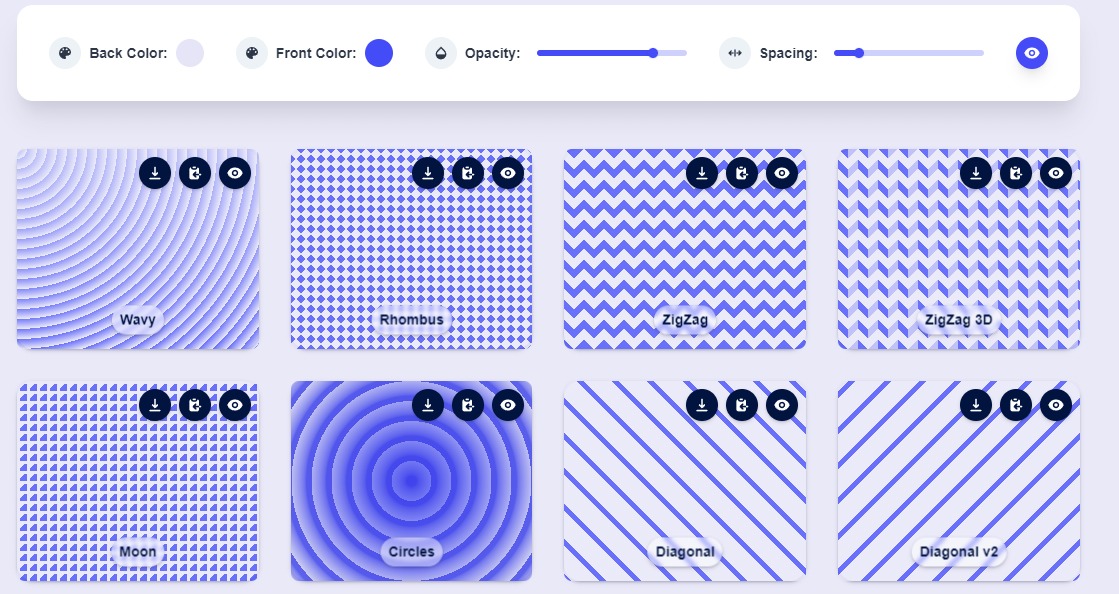 Back Color:
Front Color:
Opacity:
Spacing:
Wavy
Rhombus
ZigZag
ZigZag 3D
Moon
Circles
Diagonal
Diagonal v2